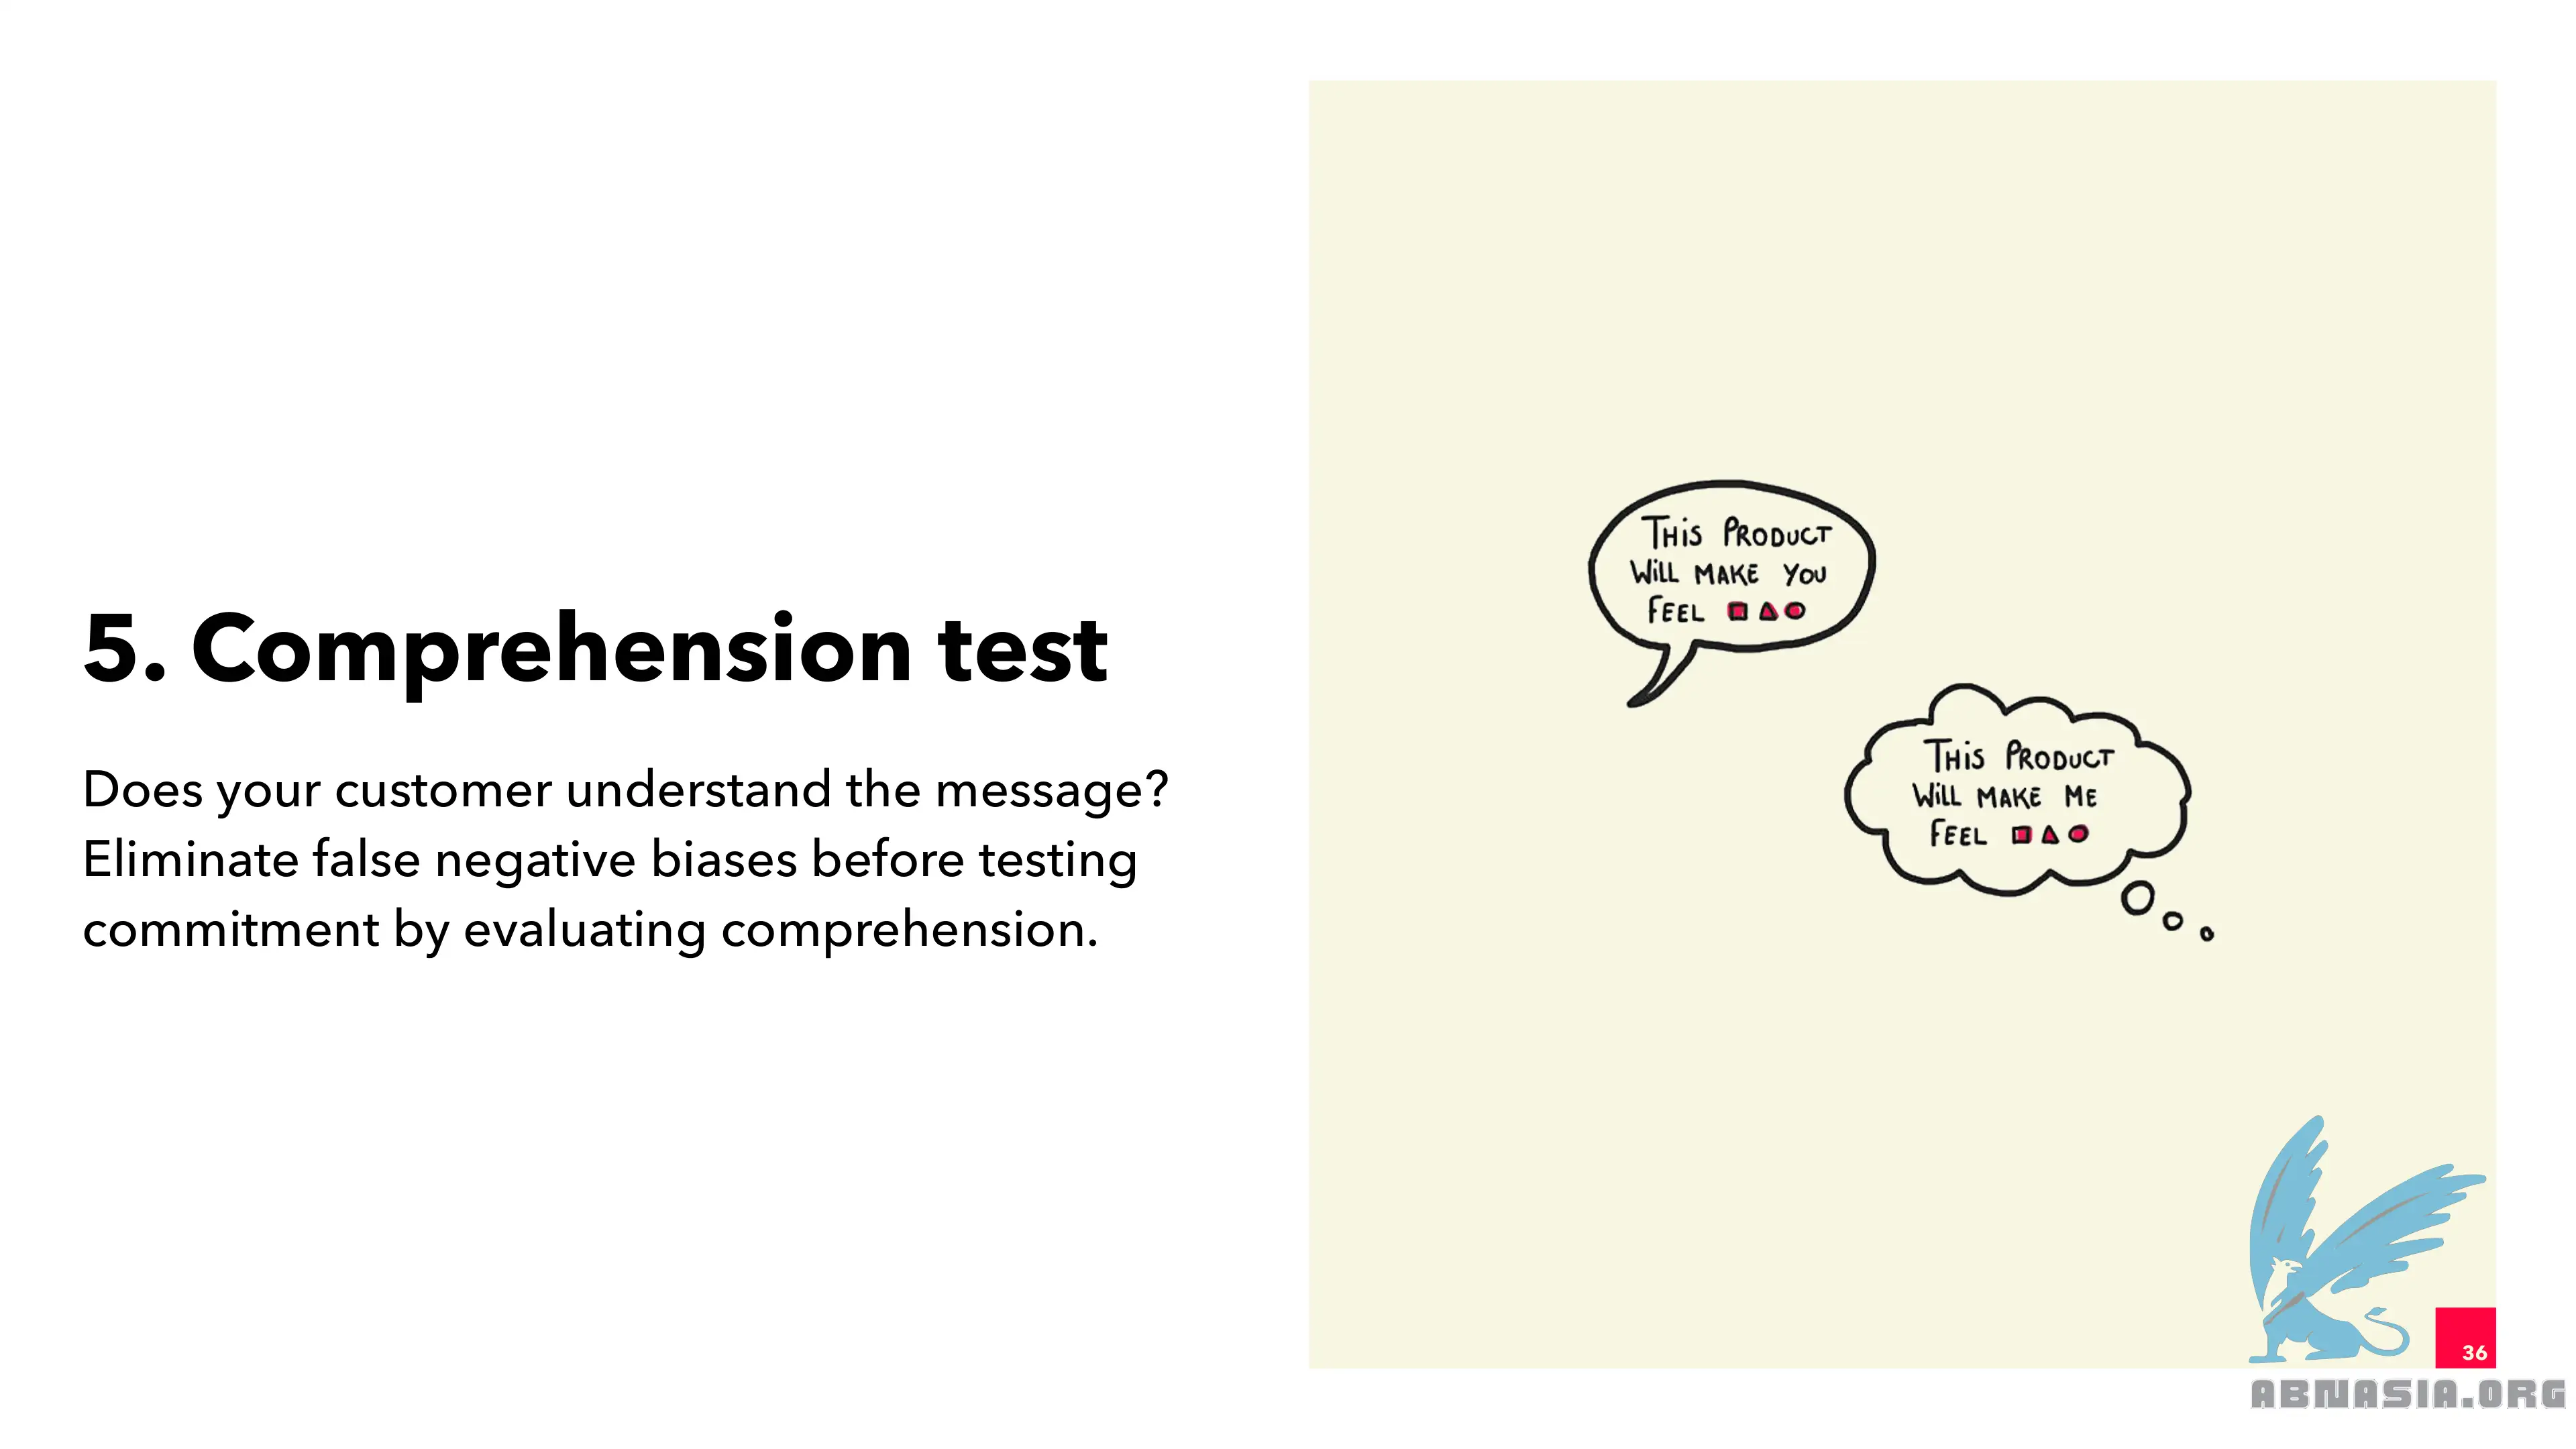 5. Comprehension test
Does your customer understand the message?
Eliminate false negative biases before testing
commitment by evaluating comprehension.
THiS PRODUCT
WiLL MAKE YOU
FEEL
THiS PRODUCT
WiLL MAKE ME
FEEL
36
ABNASIA.ORG